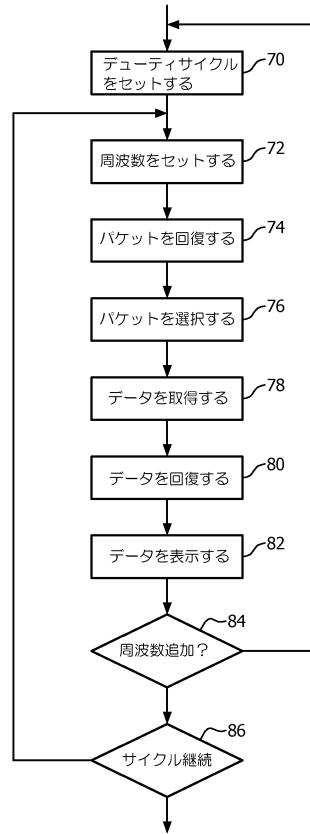 デューティサイクル
をセットする
70
周波数をセットする
72
パケットを回復する
74
パケットを選択する
76
データを取得する
78
データを回復する
80
データを表示する
82
周波数追加?
84
サイクル継続
86